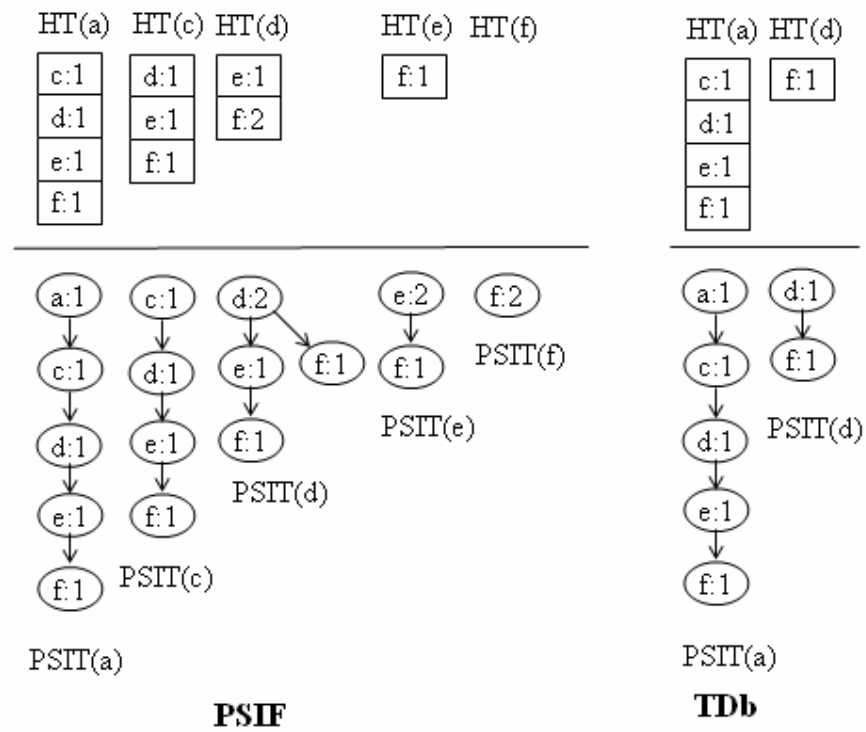 HT(a) HT(c) HT(d) HT(e) HT(f) HT(a) HT(d)
c:1 d:1 e:1 f:1 c:1 f:1
d:1 e:1 f:2 d:1
e:1 f:1 e:1
f:1 f:1
a:1 c:1 d:2 e:2 f:2 a:1 d:1
c:1 d:1 e:1 f:1 f:1 PSIT(f) c:1 f:1
d:1 e:1 f:1 PSIT(e) d:1 PSIT(d)
e:1 f:1 PSIT(d) e:1
f:1 PSIT(c) f:1
PSIT(a) PSIT(a)
PSIF TDb